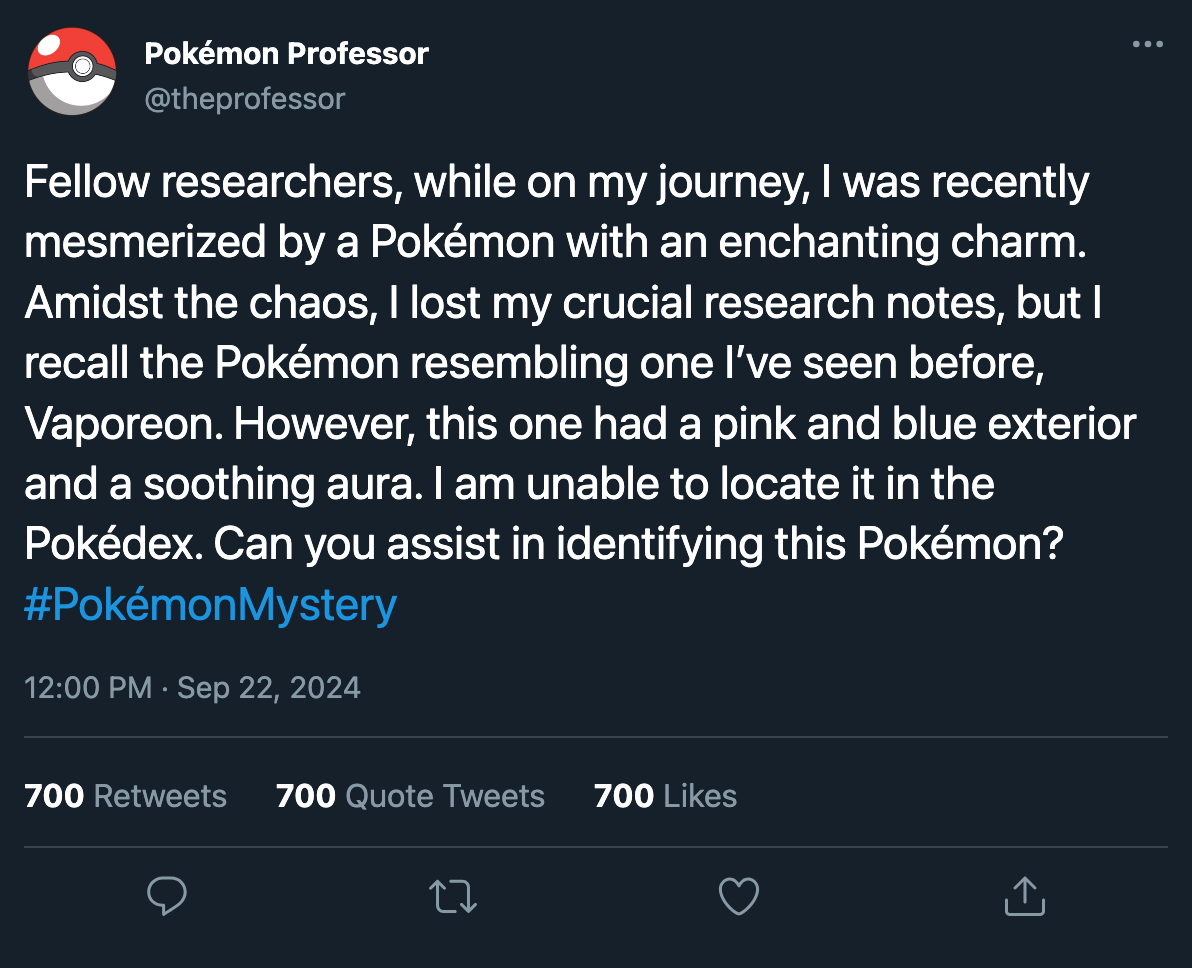 Pokémon Professor
@theprofessor
Fellow researchers, while on my journey, I was recently
mesmerized by a Pokémon with an enchanting charm.
Amidst the chaos, I lost my crucial research notes, but I
recall the Pokémon resembling one I’ve seen before,
Vaporeon. However, this one had a pink and blue exterior
and a soothing aura. I am unable to locate it in the
Pokédex. Can you assist in identifying this Pokémon?
#PokémonMystery
12:00 PM · Sep 22, 2024
700 Retweets 700 Quote Tweets 700 Likes